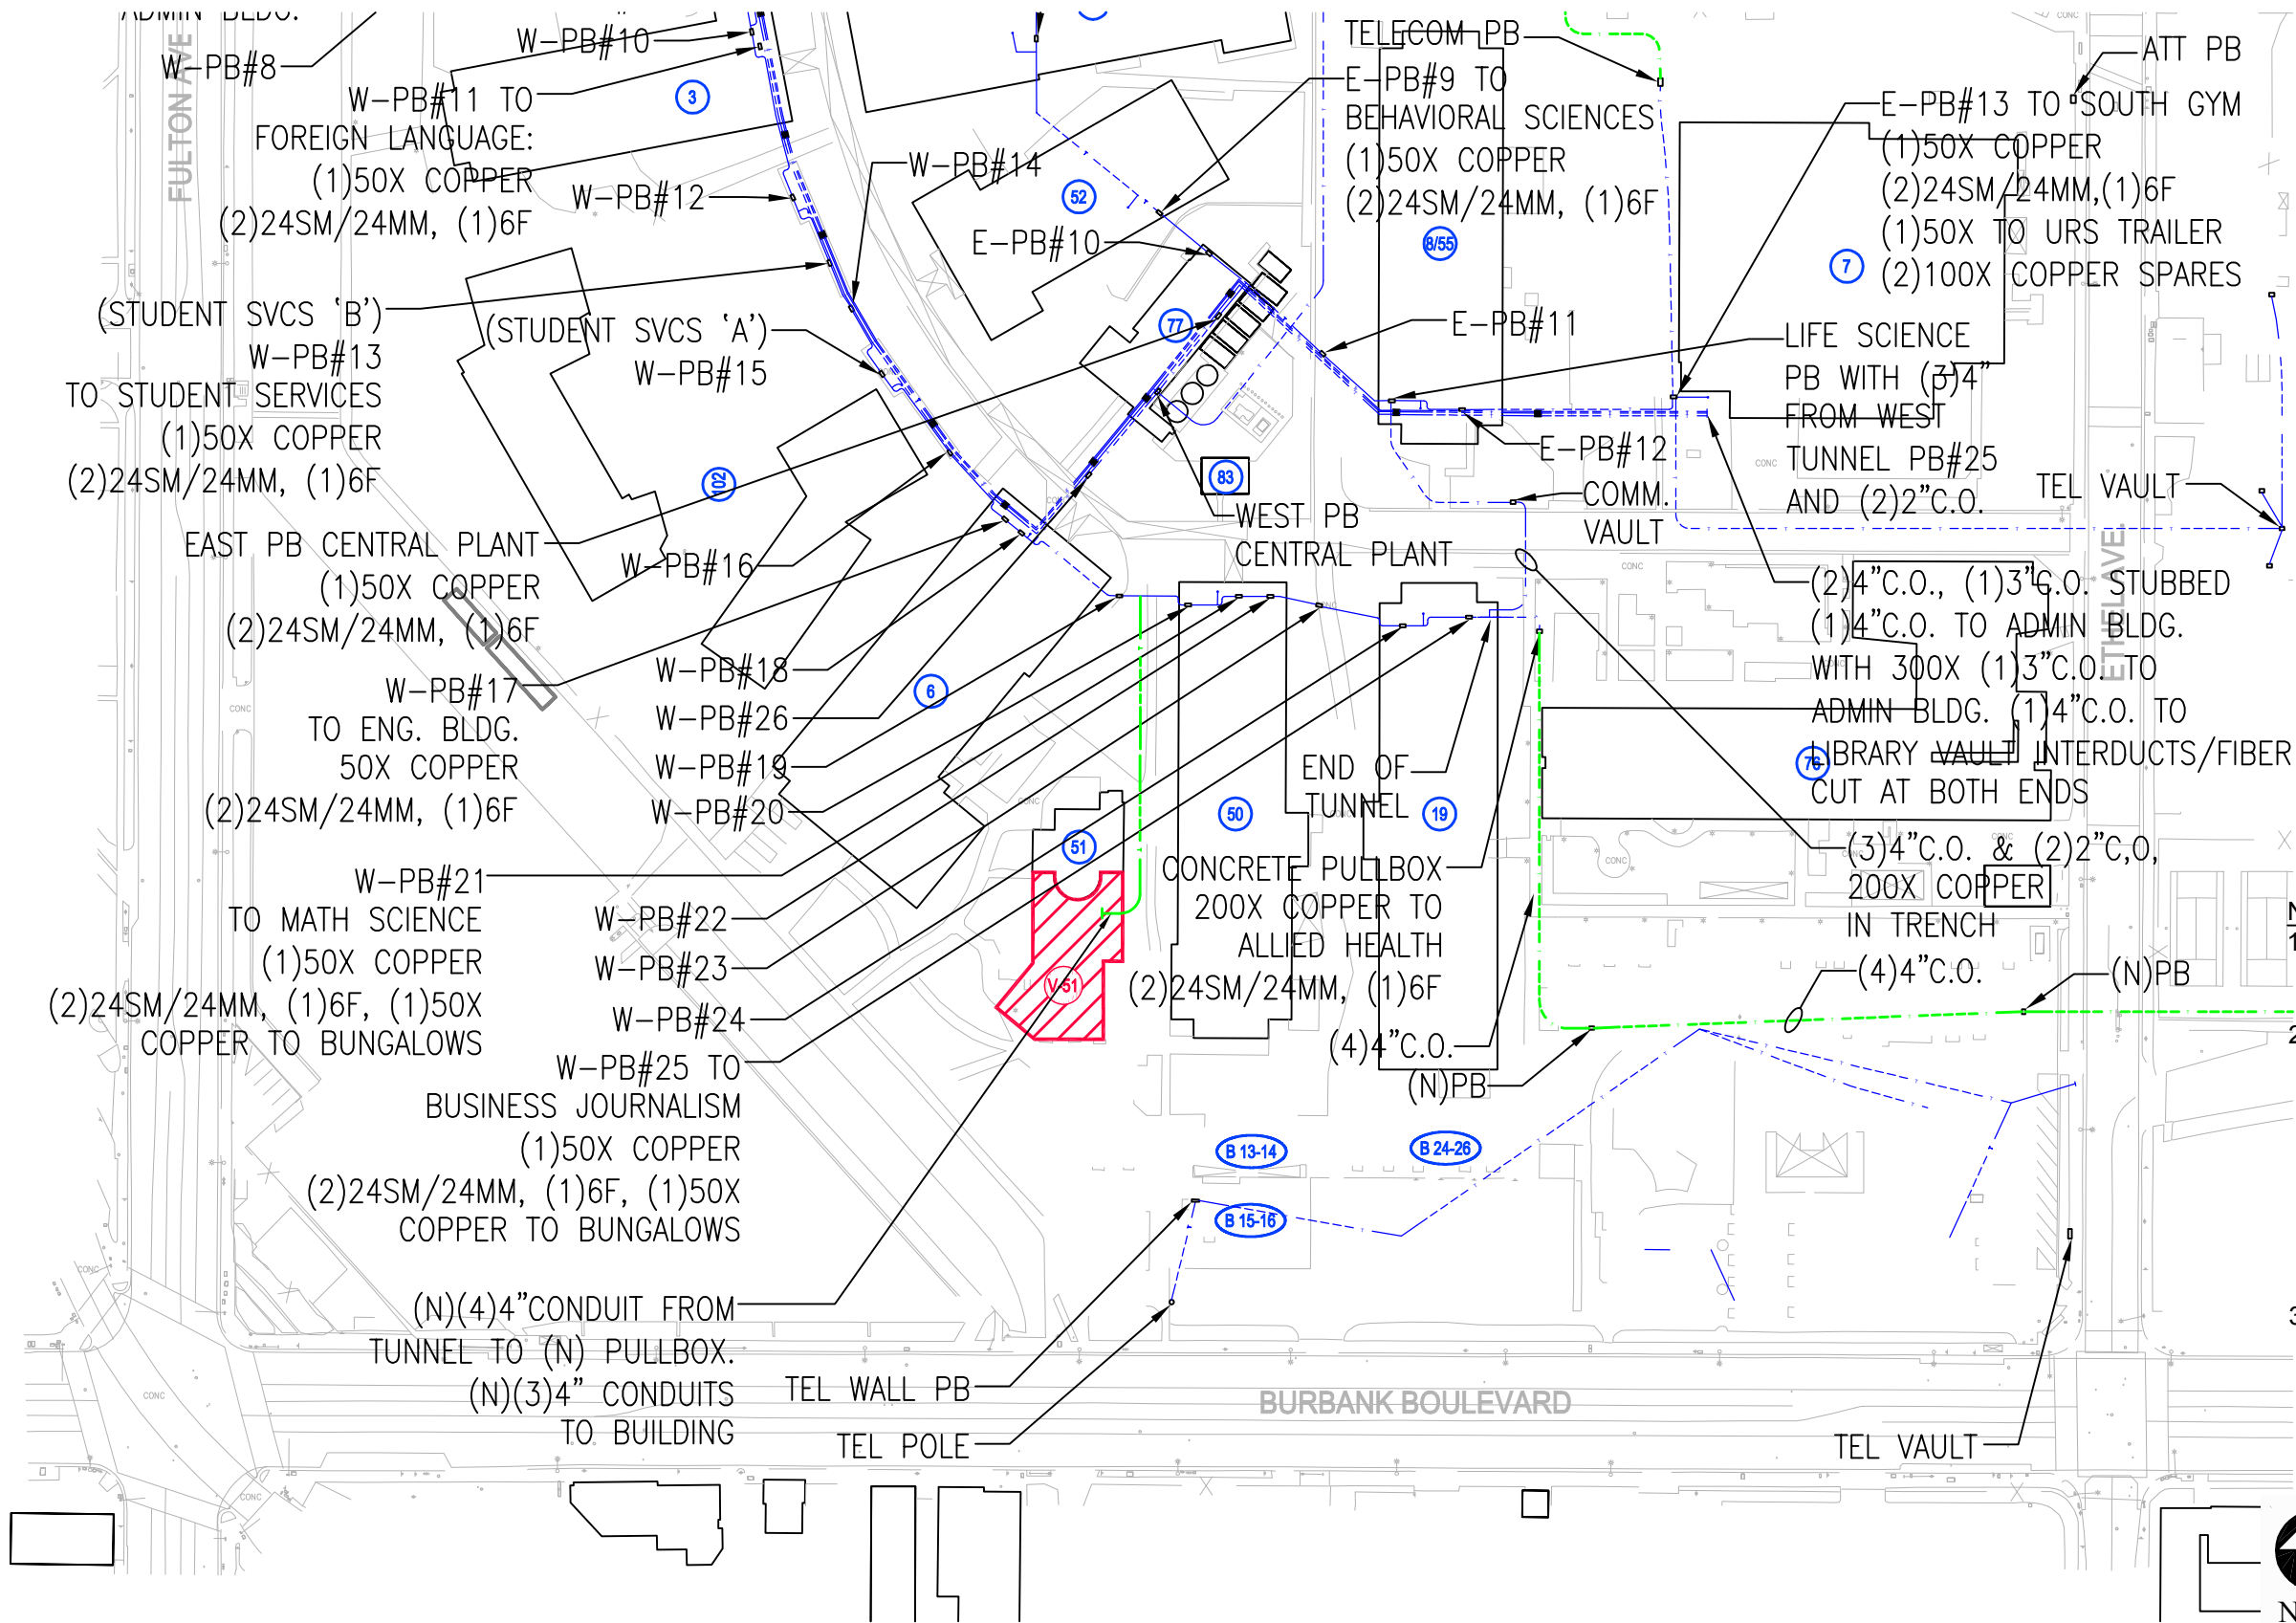 W-PB#8
FULTON AVE
W-PB#10
W-PB#11 TO
FOREIGN LANGUAGE:
(1)50X COPPER
(2)24SM/24MM, (1)6F
3
W-PB#12
W-PB#14
52
E-PB#10
TELECOM PB
E-PB#9 TO
BEHAVIORAL SCIENCES
(1)50X COPPER
(2)24SM/24MM, (1)6F
8/55
ATT PB
E-PB#13 TO SOUTH GYM
(1)50X COPPER
(2)24SM/24MM,(1)6F
(1)50X TO URS TRAILER
(2)100X COPPER SPARES
7
(STUDENT SVCS 'B')
W-PB#13
TO STUDENT SERVICES
(1)50X COPPER
(2)24SM/24MM, (1)6F
(STUDENT SVCS 'A')
W-PB#15
77
E-PB#11
LIFE SCIENCE
PB WITH (3)4"
FROM WEST
TUNNEL PB#25
AND (2)2"C.O.
E-PB#12
COMM.
VAULT
TEL VAULT
102
83
WEST PB
CENTRAL PLANT
EAST PB CENTRAL PLANT
(1)50X COPPER
(2)24SM/24MM, (1)6F
W-PB#16
W-PB#17
TO ENG. BLDG.
50X COPPER
(2)24SM/24MM, (1)6F
W-PB#18
W-PB#26
W-PB#19
W-PB#20
6
ETHEL AVE.
(2)4"C.O., (1)3"C.O. STUBBED
(1)4"C.O. TO ADMIN BLDG.
WITH 300X (1)3"C.O. TO
ADMIN BLDG. (1)4"C.O. TO
LIBRARY VAULT INTERDUCTS/FIBER
CUT AT BOTH ENDS
76
END OF
TUNNEL
50
19
51
CONCRETE PULLBOX
200X COPPER TO
ALLIED HEALTH
(2)24SM/24MM, (1)6F
(3)4"C.O. & (2)2"C,O,
200X COPPER
IN TRENCH
(4)4"C.O.
(N)PB
W-PB#21
TO MATH SCIENCE
(1)50X COPPER
(2)24SM/24MM, (1)6F, (1)50X
COPPER TO BUNGALOWS
W-PB#22
W-PB#23
W-PB#24
V-51
(4)4"C.O.
(N)PB
W-PB#25 TO
BUSINESS JOURNALISM
(1)50X COPPER
(2)24SM/24MM, (1)6F, (1)50X
COPPER TO BUNGALOWS
B 13-14
B 24-26
B 15-16
(N)(4)4"CONDUIT FROM
TUNNEL TO (N) PULLBOX.
(N)(3)4" CONDUITS
TO BUILDING
TEL WALL PB
TEL POLE
BURBANK BOULEVARD
TEL VAULT
CONC
CONC
CONC
CONC
CONC
CONC
CONC
CONC
CONC